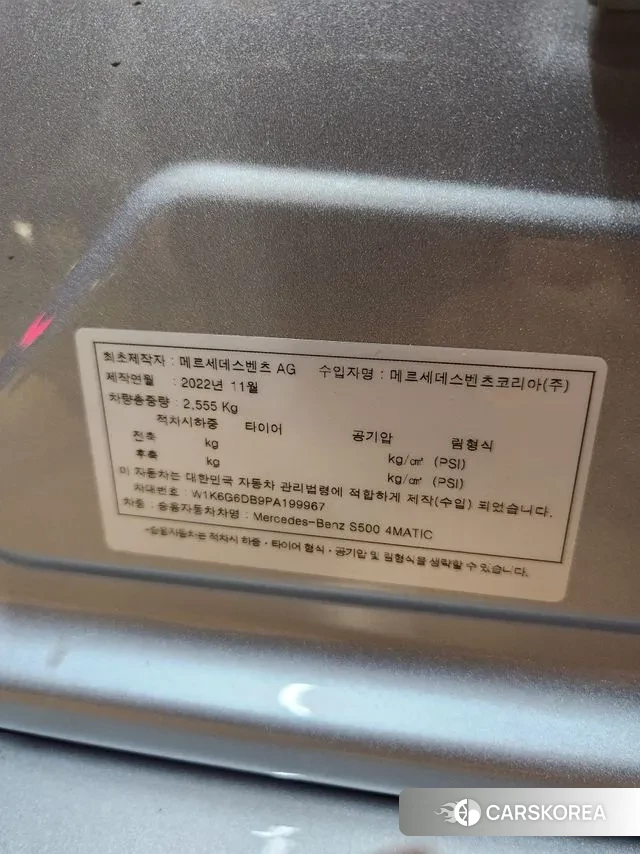 최초제작자 : 메르세데스벤츠 AG 수입자명 : 메르세데스벤츠코리아(주)
제작연월 : 2022년 11월
차량총중량 : 2,555 Kg
적차시하중 타이어 공기압 림형식
전축 kg kg/㎠ (PSI)
후축 kg kg/㎠ (PSI)
이 자동차는 대한민국 자동차 관리법령에 적합하게 제작(수입) 되었습니다.
차대번호 : W1K6G6DB9PA199967
차종 : 승용자동차차명 : Mercedes-Benz S500 4MATIC
*승용자동차는 적차시 하중·타이어 형식·공기압 및 림형식을 생략할 수 있습니다.
CARSKOREA